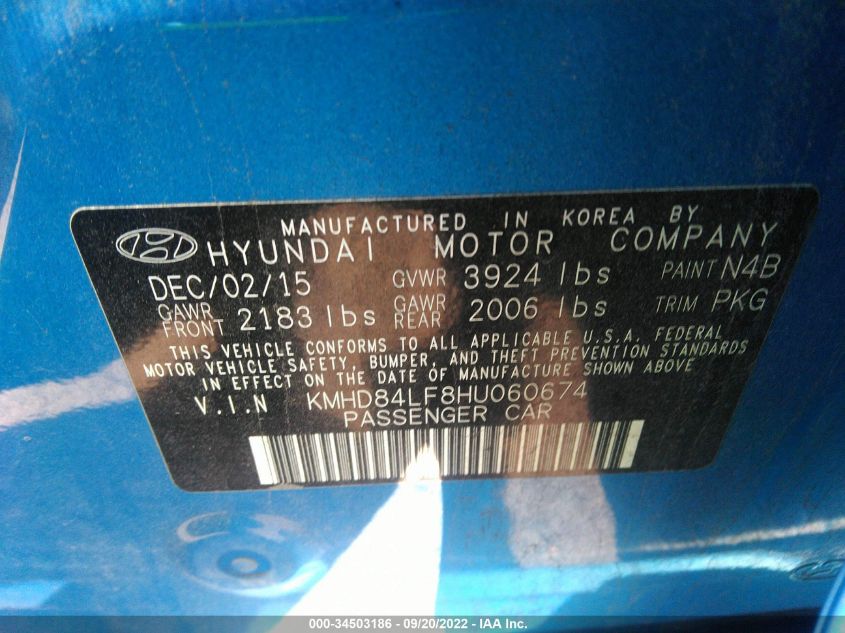 MANUFACTURED IN KOREA BY
HYUNDAI MOTOR COMPANY
DEC/02/15 GVWR 3924 lbs PAINT N4B
GAWR FRONT 2183 lbs GAWR REAR 2006 lbs TRIM PKG
THIS VEHICLE CONFORMS TO ALL APPLICABLE U.S.A. FEDERAL
MOTOR VEHICLE SAFETY, BUMPER, AND THEFT PREVENTION STANDARDS
IN EFFECT ON THE DATE OF MANUFACTURE SHOWN ABOVE.
V.I.N KMHD84LF8HU060674
PASSENGER CAR
000-34503186 - 09/20/2022 - IAA Inc.